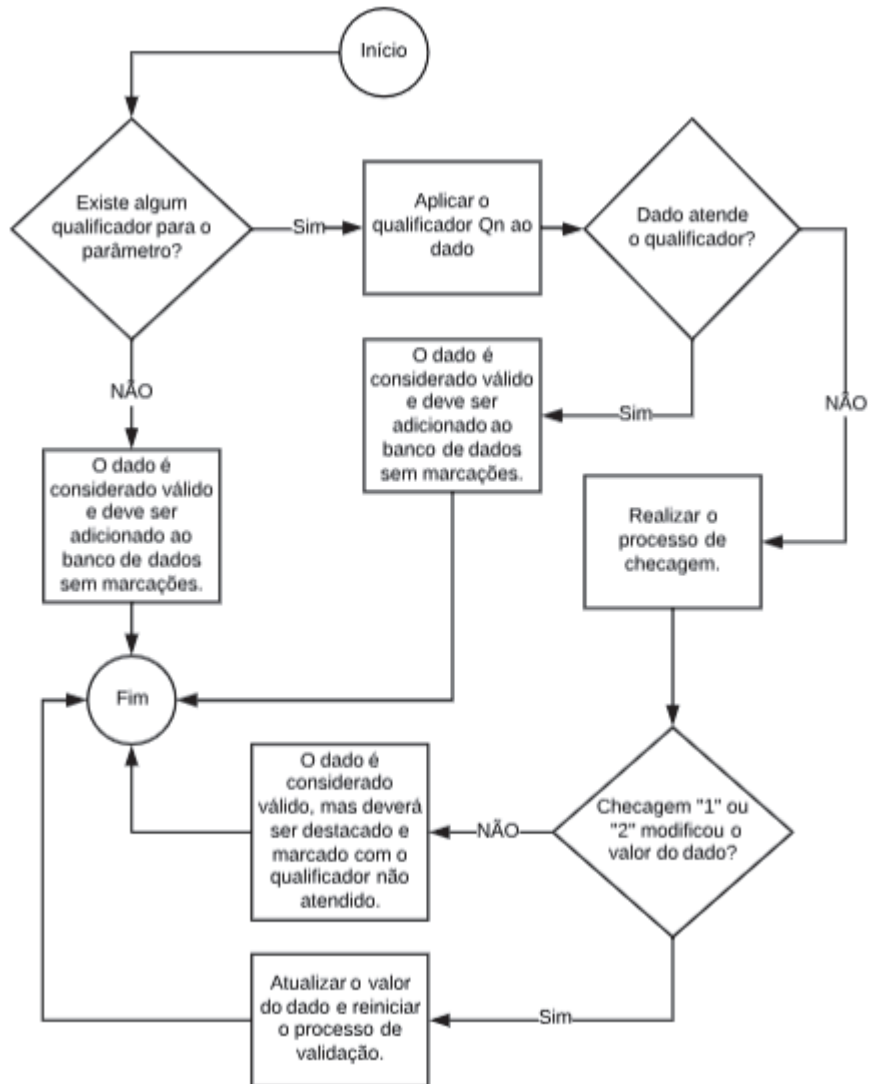 Início
Existe algum
qualificador para o
parâmetro?
Sim
Aplicar o
qualificador Qn ao
dado
Dado atende
o qualificador?
NÃO
O dado é
considerado válido
e deve ser
adicionado ao
banco de dados
sem marcações.
Sim
NÃO
O dado é
considerado válido
e deve ser
adicionado ao
banco de dados
sem marcações.
Realizar o
processo de
checagem.
Fim
O dado é
considerado
válido, mas deverá
ser destacado e
marcado com o
qualificador não
atendido.
NÃO
Checagem "1" ou
"2" modificou o
valor do dado?
Atualizar o valor
do dado e reiniciar
o processo de
validação.
Sim